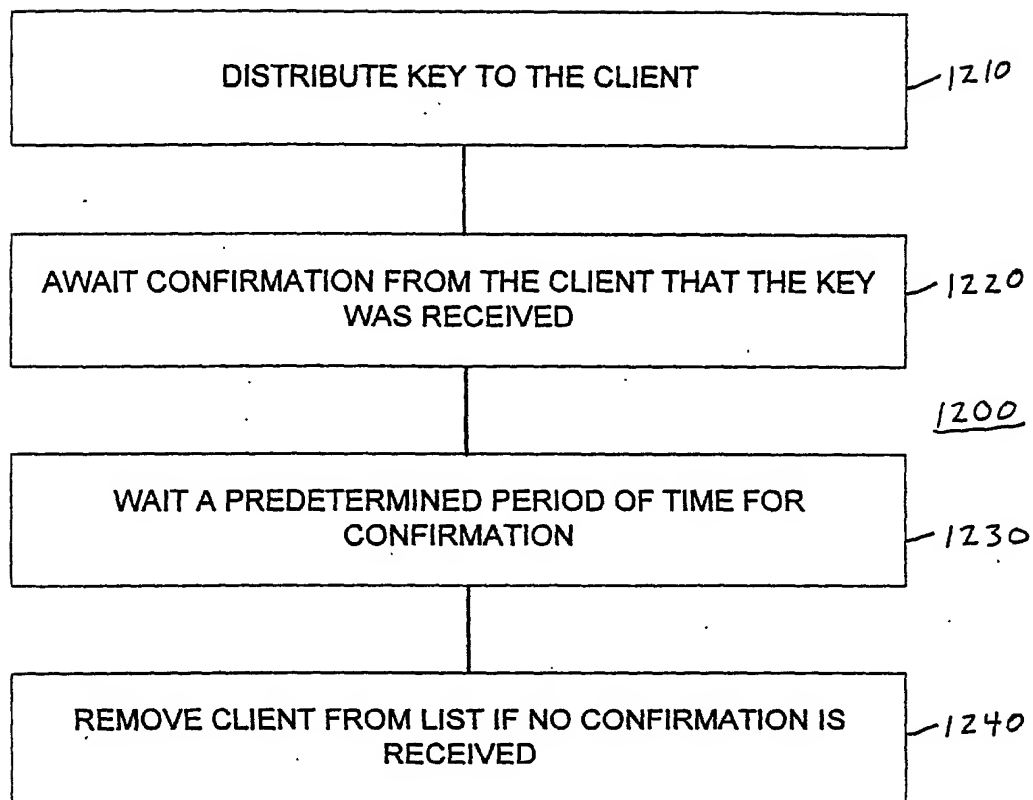 DISTRIBUTE KEY TO THE CLIENT
1210
AWAIT CONFIRMATION FROM THE CLIENT THAT THE KEY
WAS RECEIVED
1220
1200
WAIT A PREDETERMINED PERIOD OF TIME FOR
CONFIRMATION
1230
REMOVE CLIENT FROM LIST IF NO CONFIRMATION IS
RECEIVED
1240